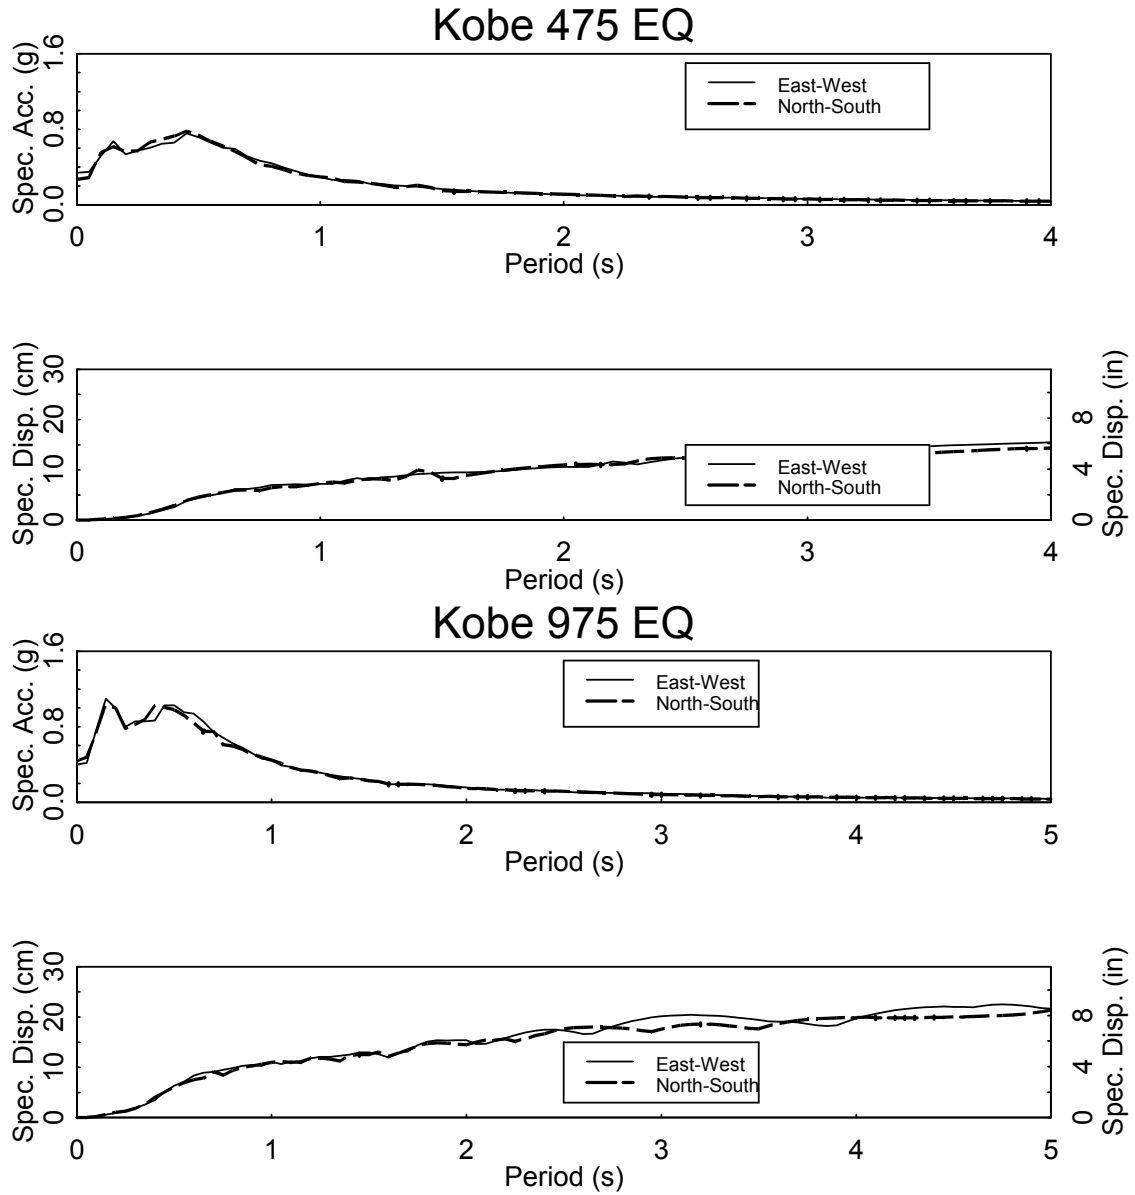 Kobe 475 EQ
Spec. Acc. (g)
0.0 0.8 1.6
East-West
North-South
0 1 2 3 4
Period (s)
Spec. Disp. (cm)
0 10 20 30
East-West
North-South
0 4 8
Spec. Disp. (in)
0 1 2 3 4
Period (s)
Kobe 975 EQ
Spec. Acc. (g)
0.0 0.8 1.6
East-West
North-South
0 1 2 3 4 5
Period (s)
Spec. Disp. (cm)
0 10 20 30
East-West
North-South
0 4 8
Spec. Disp. (in)
0 1 2 3 4 5
Period (s)